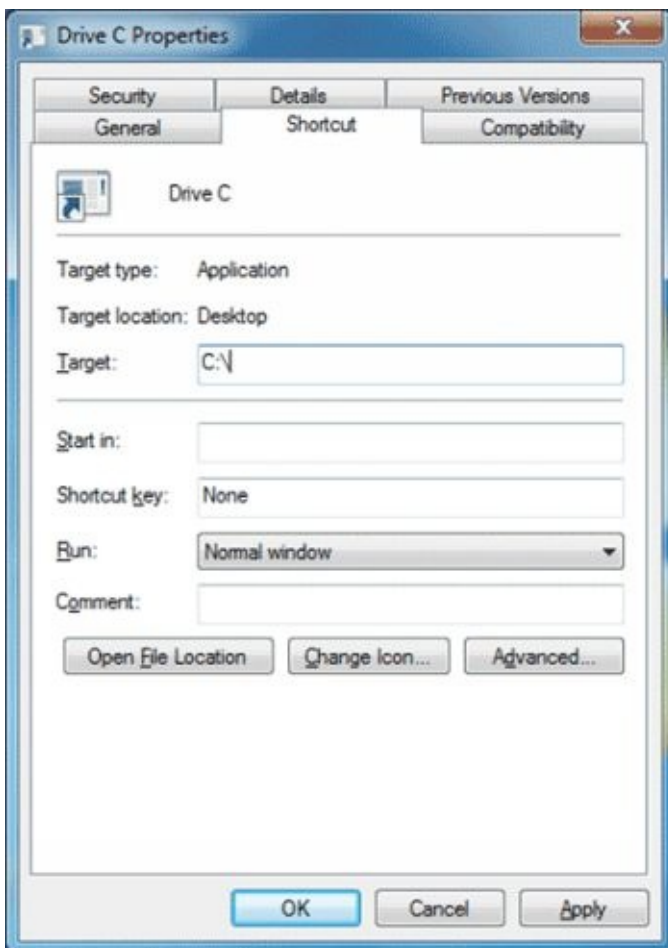 Drive C Properties
Security Details Previous Versions
General Shortcut Compatibility
Drive C
Target type: Application
Target location: Desktop
Target: C:\
Start in:
Shortcut key: None
Run: Normal window
Comment:
Open File Location Change Icon... Advanced...
OK Cancel Apply